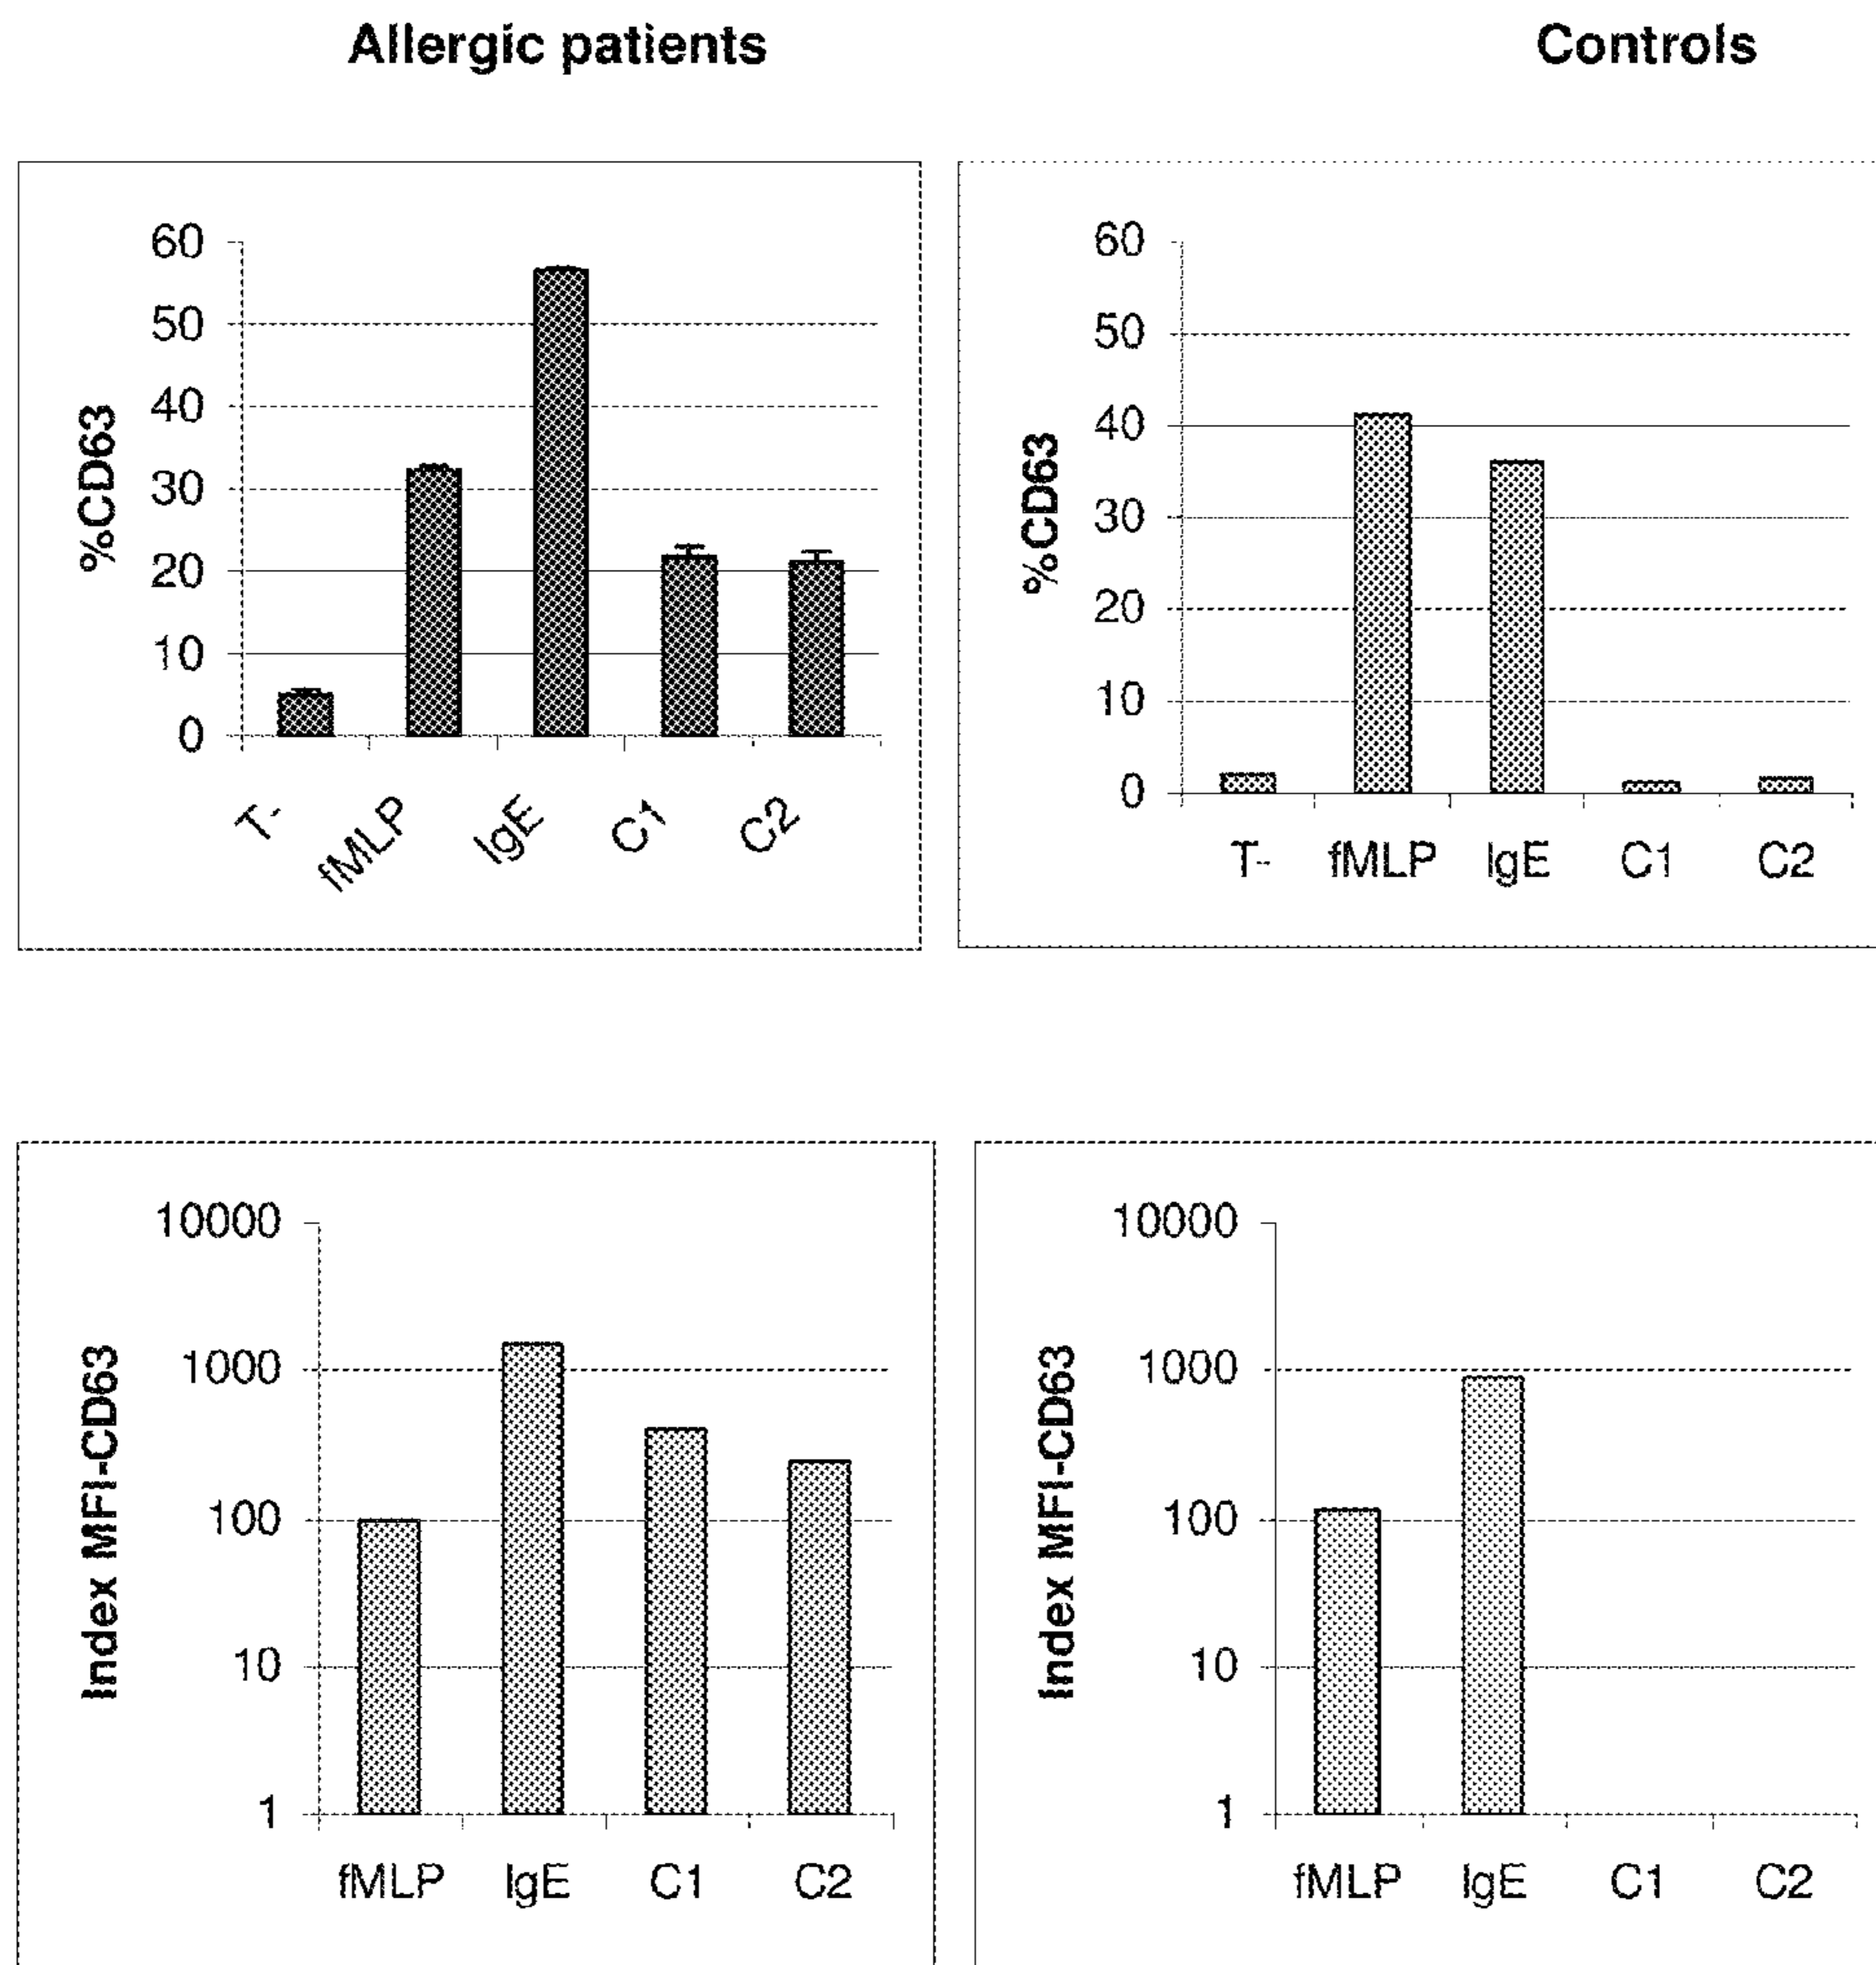 Allergic patients
Controls
%CD63
60
50
40
30
20
10
0
T-
fMLP
IgE
C1
C2
%CD63
60
50
40
30
20
10
0
T-
fMLP
IgE
C1
C2
Index MFI-CD63
10000
1000
100
10
1
fMLP
IgE
C1
C2
Index MFI-CD63
10000
1000
100
10
1
fMLP
IgE
C1
C2